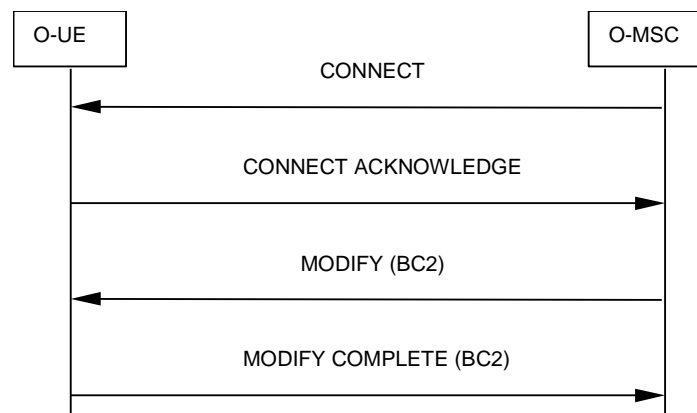 O-UE
O-MSC
CONNECT
CONNECT ACKNOWLEDGE
MODIFY (BC2)
MODIFY COMPLETE (BC2)